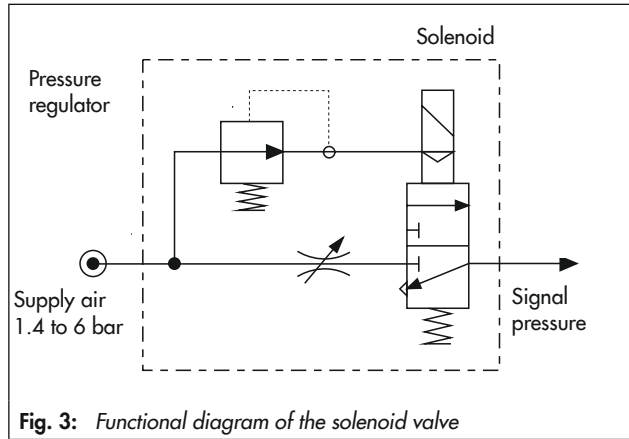 Solenoid
Pressure
regulator
Supply air
1.4 to 6 bar
Signal
pressure
Fig. 3: Functional diagram of the solenoid valve